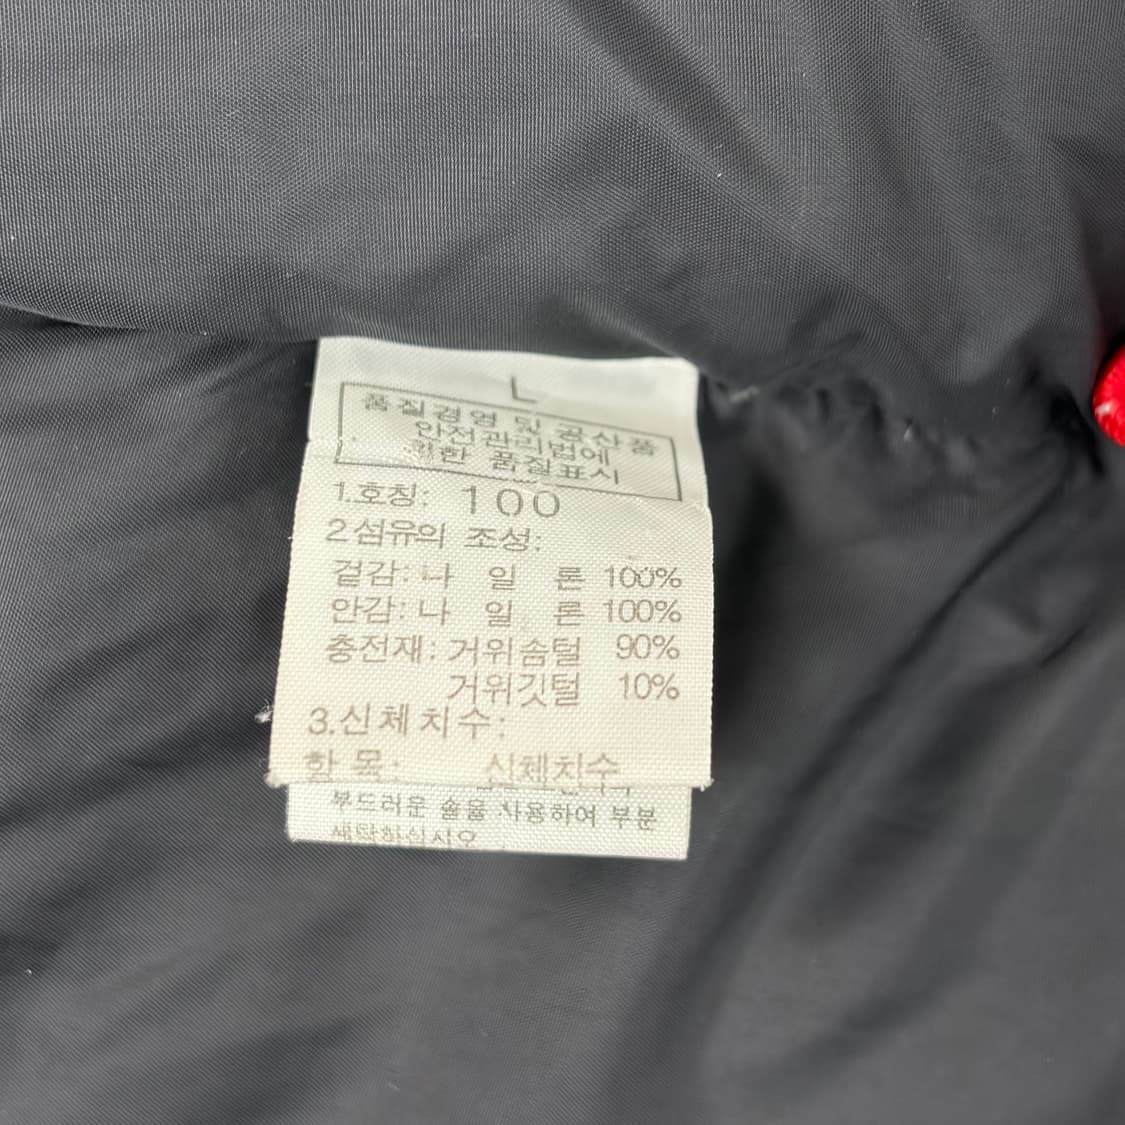 L
품질경영 및 공산품
안전관리법에
의한 품질표시
1.호칭: 100
2섬유의 조성:
겉감: 나 일 론 100%
안감: 나 일 론 100%
충전재: 거위솜털 90%
거위깃털 10%
3.신체치수:
항 목: 신체치수
부드러운 솔을 사용하여 부분
세탁하십시오